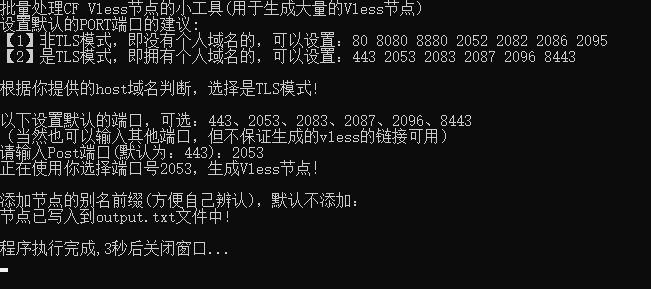 批量处理CF Vless节点的小工具(用于生成大量的Vless节点)
设置默认的PORT端口的建议:
【1】非TLS模式，即没有个人域名的，可以设置：80 8080 8880 2052 2082 2086 2095
【2】是TLS模式，即拥有个人域名的，可以设置：443 2053 2083 2087 2096 8443
根据你提供的host域名判断，选择是TLS模式!
以下设置默认的端口，可选：443、2053、2083、2087、2096、8443
（当然也可以输入其他端口，但不保证生成的vless的链接可用）
请输入Post端口(默认为：443)：2053
正在使用你选择端口号2053，生成Vless节点!
添加节点的别名前缀(方便自己辨认)，默认不添加：
节点已写入到output.txt文件中!
程序执行完成,3秒后关闭窗口...